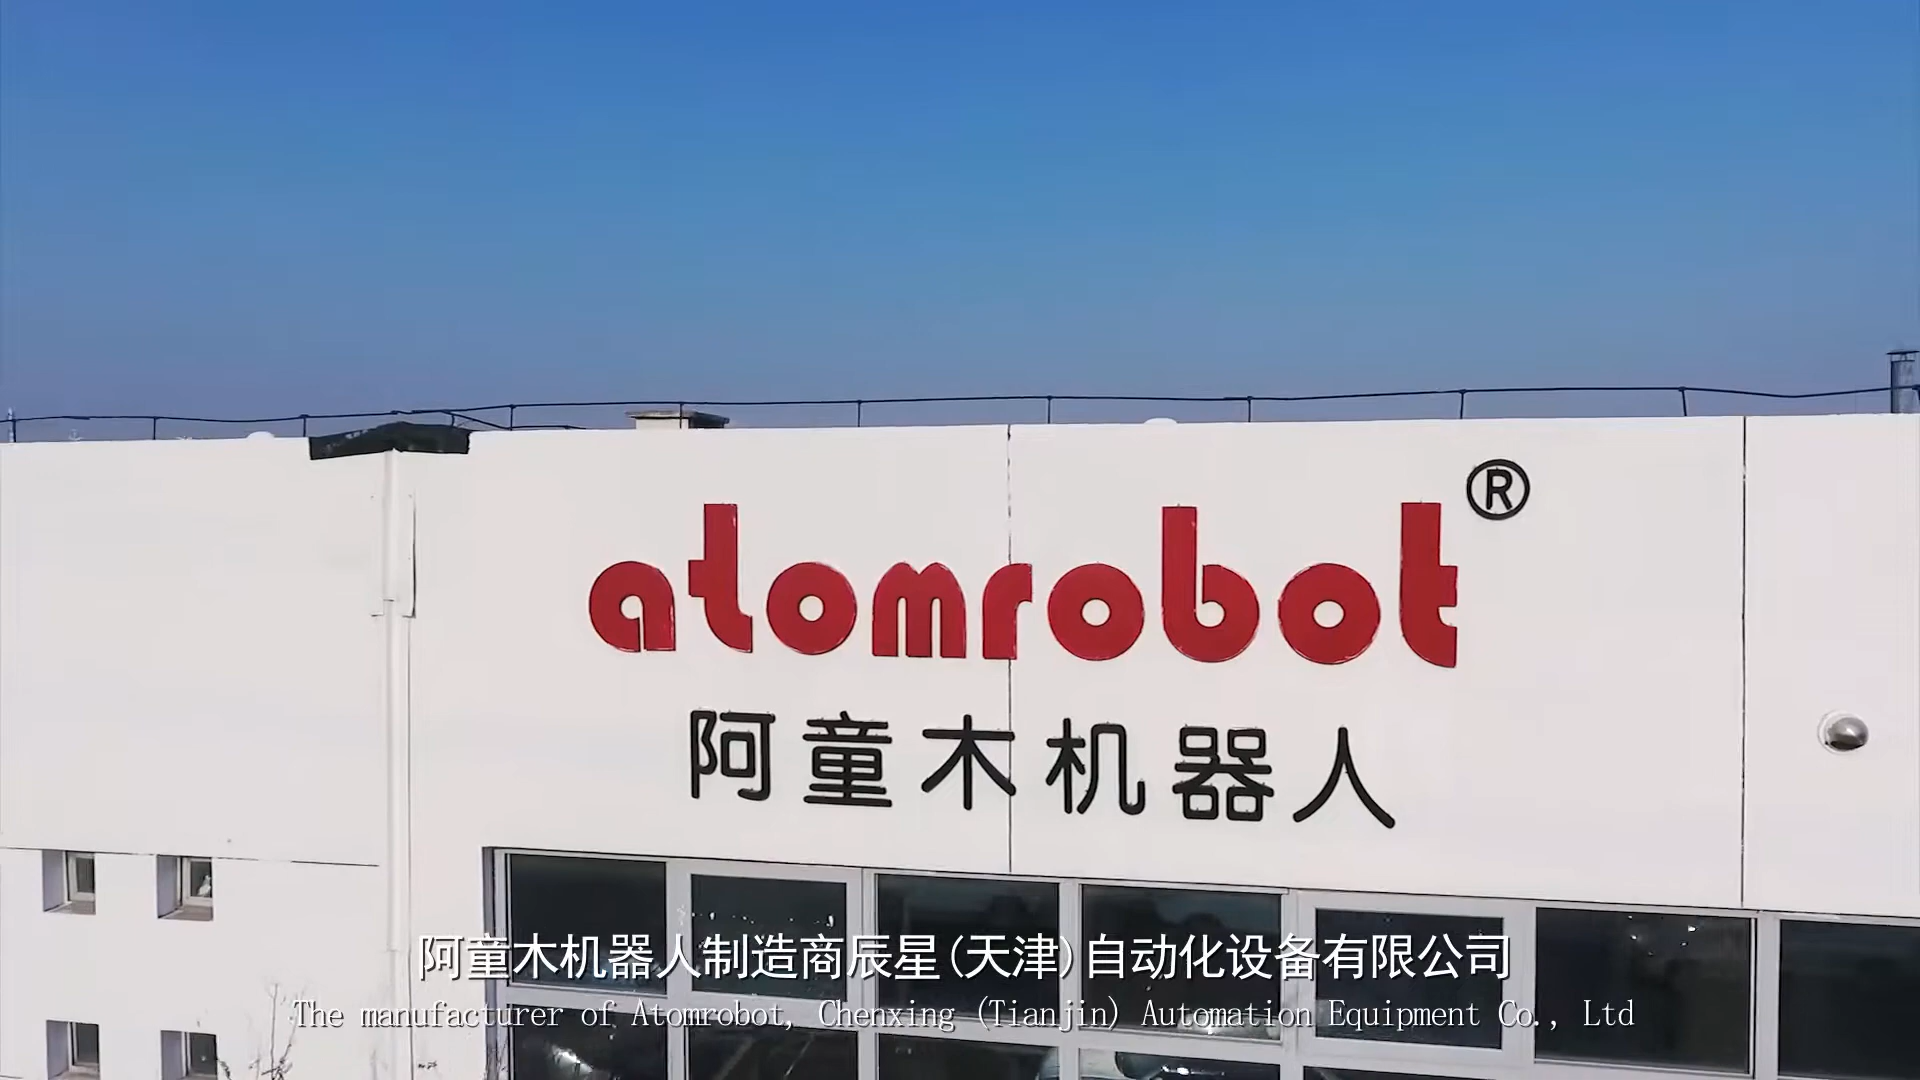 atomrobot®
阿童木机器人
阿童木机器人制造商辰星(天津)自动化设备有限公司
The manufacturer of Atomrobot, Chenxing (Tianjin) Automation Equipment Co., Ltd